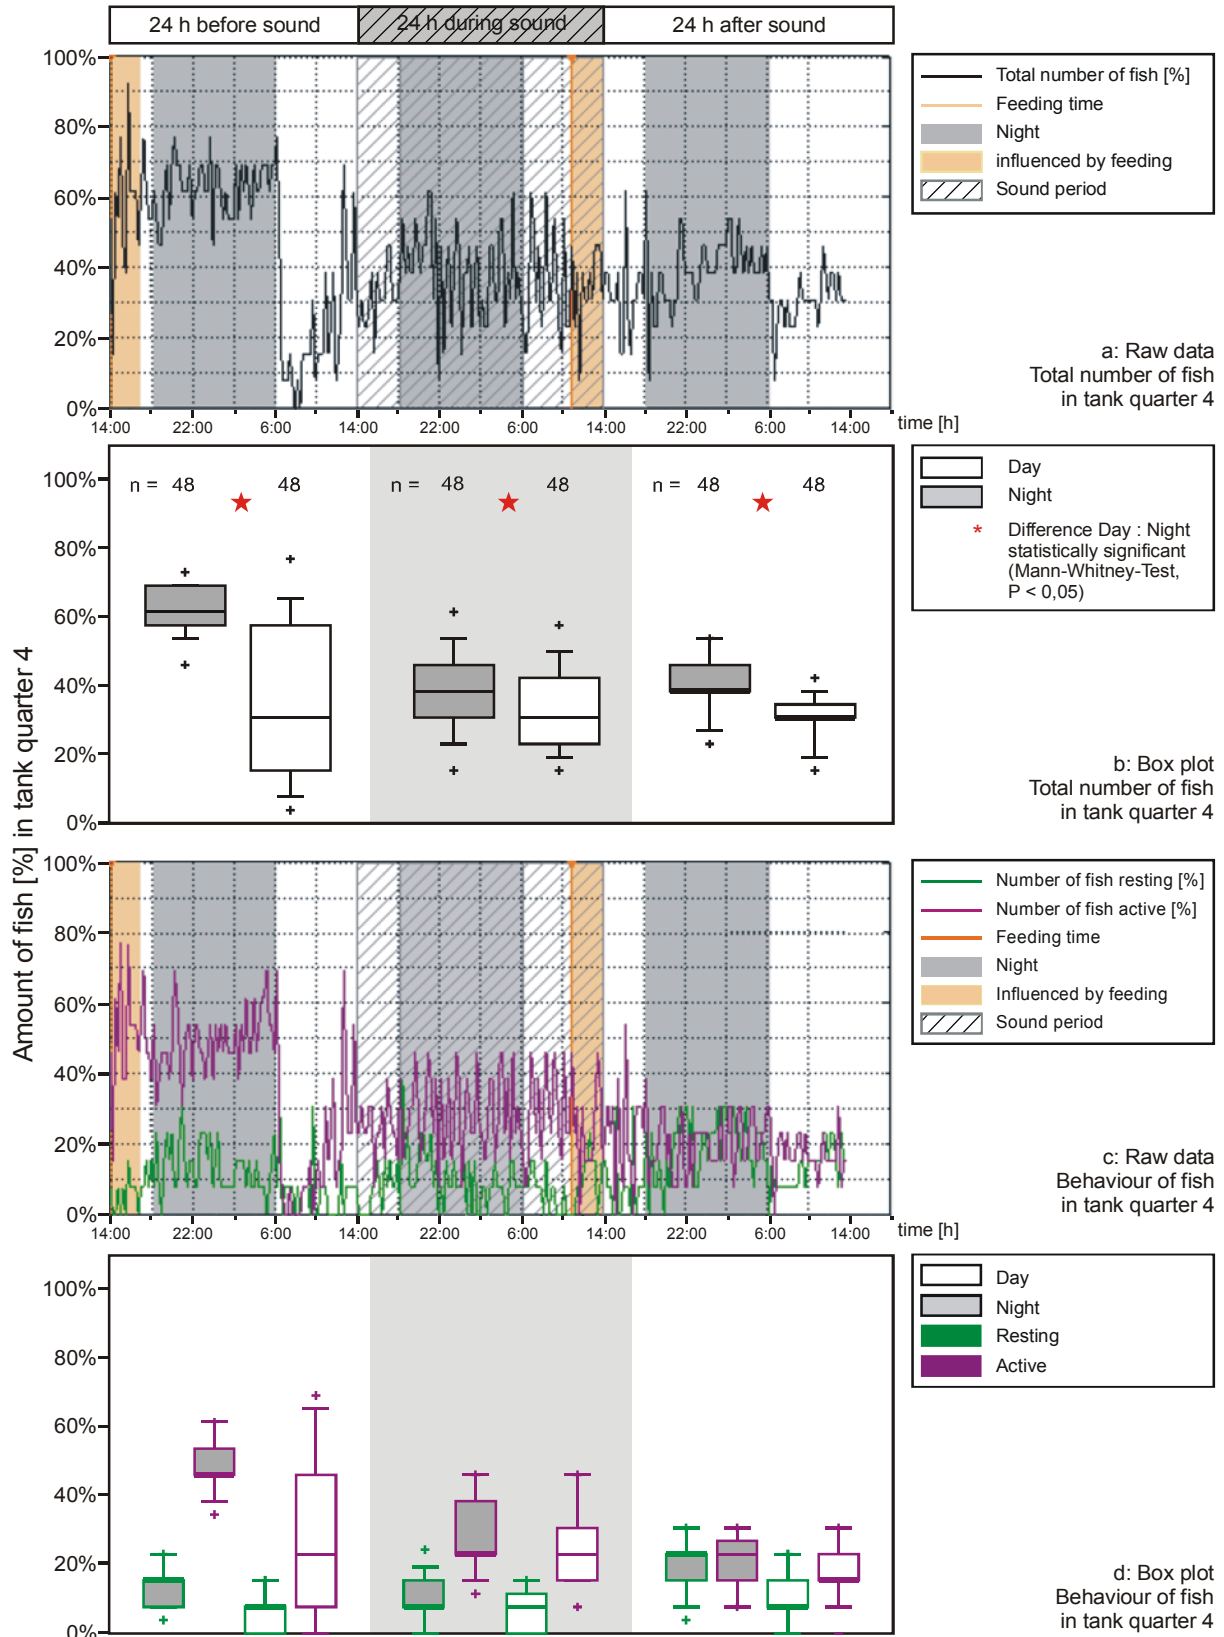 24 h before sound
24 h during sound
24 h after sound
Amount of fish [%] in tank quarter 4
100%
80%
60%
40%
20%
0%
14:00 22:00 6:00 14:00 22:00 6:00 14:00 22:00 6:00 14:00 time [h]
Total number of fish [%]
Feeding time
Night
influenced by feeding
Sound period
a: Raw data
Total number of fish
in tank quarter 4
100%
80%
60%
40%
20%
0%
n = 48 48
n = 48 48
n = 48 48
Day
Night
* Difference Day : Night
statistically significant
(Mann-Whitney-Test,
P < 0,05)
b: Box plot
Total number of fish
in tank quarter 4
100%
80%
60%
40%
20%
0%
14:00 22:00 6:00 14:00 22:00 6:00 14:00 22:00 6:00 14:00 time [h]
Number of fish resting [%]
Number of fish active [%]
Feeding time
Night
Influenced by feeding
Sound period
c: Raw data
Behaviour of fish
in tank quarter 4
100%
80%
60%
40%
20%
0%
Day
Night
Resting
Active
d: Box plot
Behaviour of fish
in tank quarter 4